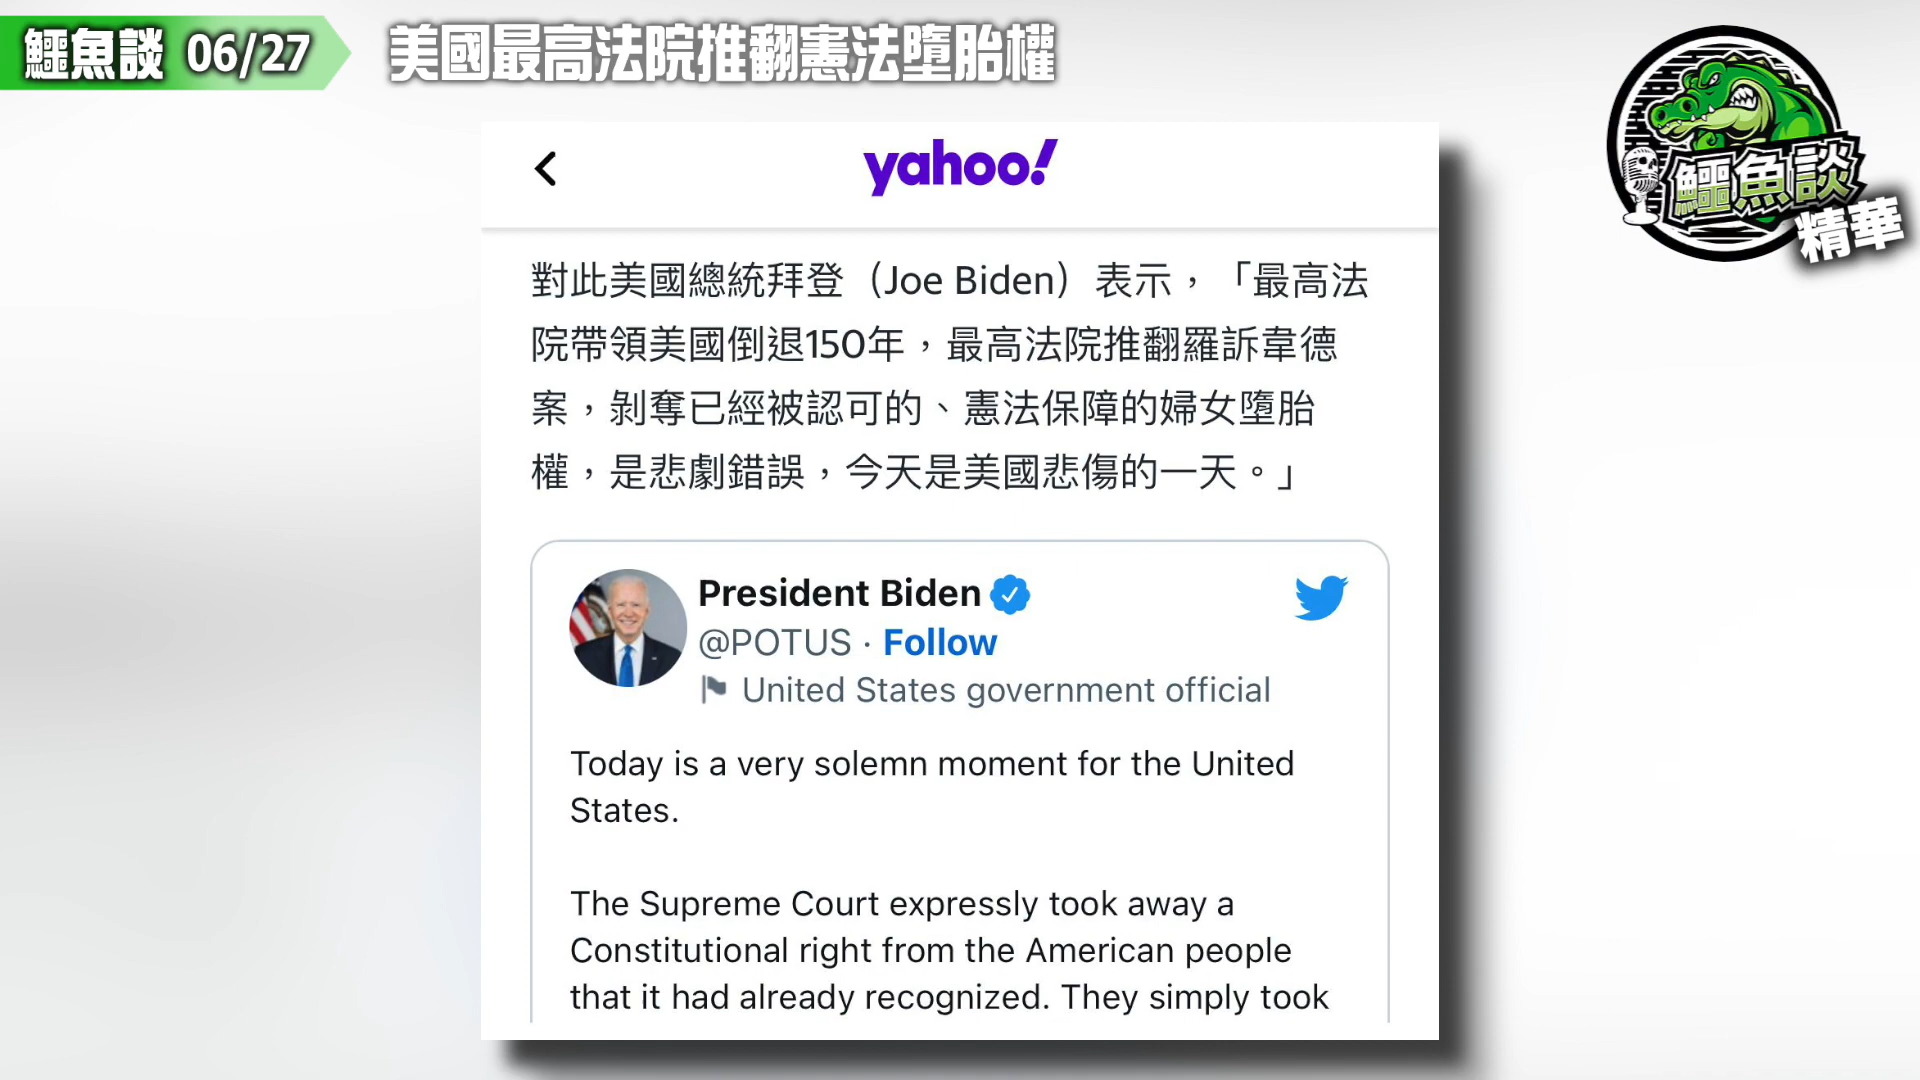 鱷魚談 06/27
美國最高法院推翻憲法墮胎權
鱷魚談
精華
yahoo!
對此美國總統拜登（Joe Biden）表示，「最高法
院帶領美國倒退150年，最高法院推翻羅訴韋德
案，剝奪已經被認可的、憲法保障的婦女墮胎
權，是悲劇錯誤，今天是美國悲傷的一天。」
President Biden
@POTUS · Follow
United States government official
Today is a very solemn moment for the United
States.
The Supreme Court expressly took away a
Constitutional right from the American people
that it had already recognized. They simply took